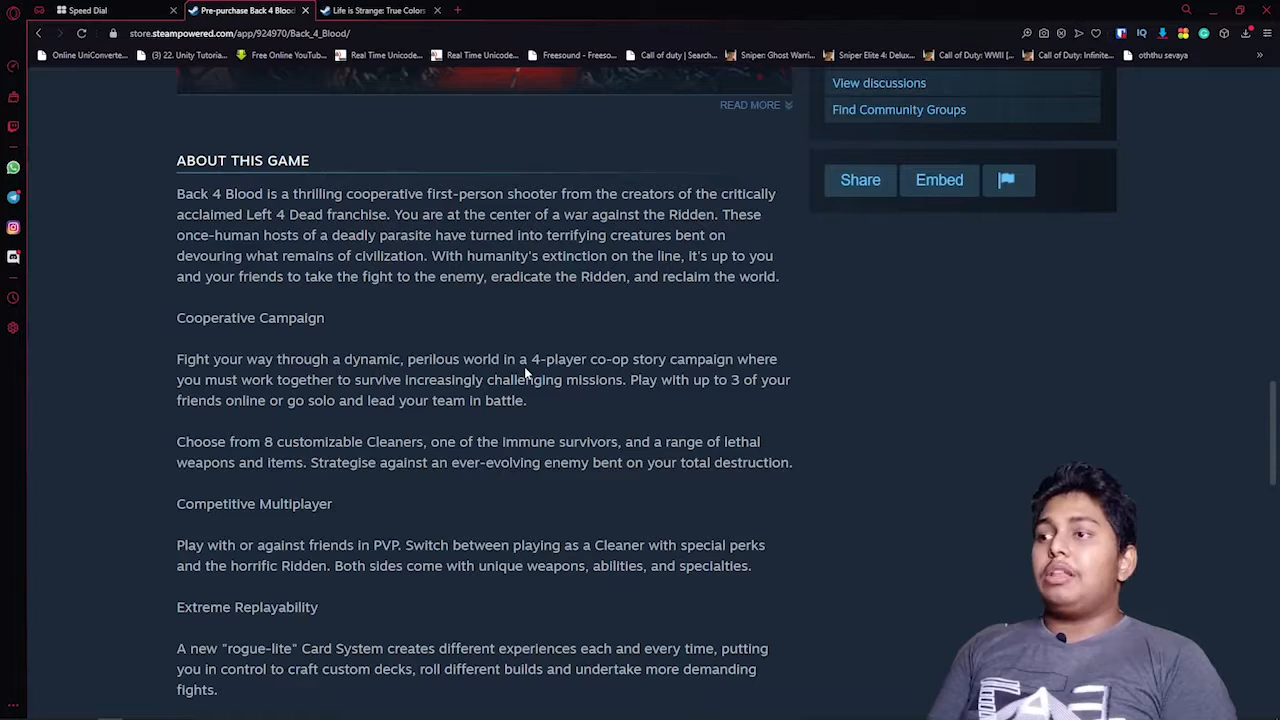 Speed Dial
Pre-purchase Back 4 Blood
Life is Strange: True Color
store.steampowered.com/app/924970/Back_4_Blood/
IQ
Online UniConverte...
(3) 22. Unity Tutoria...
Free Online YouTub...
Real Time Unicode...
Real Time Unicode...
Freesound - Freeso...
Call of duty | Search...
Sniper: Ghost Warri...
Sniper Elite 4: Delux...
Call of Duty: WWII [...
Call of Duty: Infinite...
oththu sevaya
View discussions
Find Community Groups
READ MORE
Share
Embed
ABOUT THIS GAME
Back 4 Blood is a thrilling cooperative first-person shooter from the creators of the critically
acclaimed Left 4 Dead franchise. You are at the center of a war against the Ridden. These
once-human hosts of a deadly parasite have turned into terrifying creatures bent on
devouring what remains of civilization. With humanity's extinction on the line, it's up to you
and your friends to take the fight to the enemy, eradicate the Ridden, and reclaim the world.
Cooperative Campaign
Fight your way through a dynamic, perilous world in a 4-player co-op story campaign where
you must work together to survive increasingly challenging missions. Play with up to 3 of your
friends online or go solo and lead your team in battle.
Choose from 8 customizable Cleaners, one of the immune survivors, and a range of lethal
weapons and items. Strategise against an ever-evolving enemy bent on your total destruction.
Competitive Multiplayer
Play with or against friends in PVP. Switch between playing as a Cleaner with special perks
and the horrific Ridden. Both sides come with unique weapons, abilities, and specialties.
Extreme Replayability
A new "rogue-lite" Card System creates different experiences each and every time, putting
you in control to craft custom decks, roll different builds and undertake more demanding
fights.